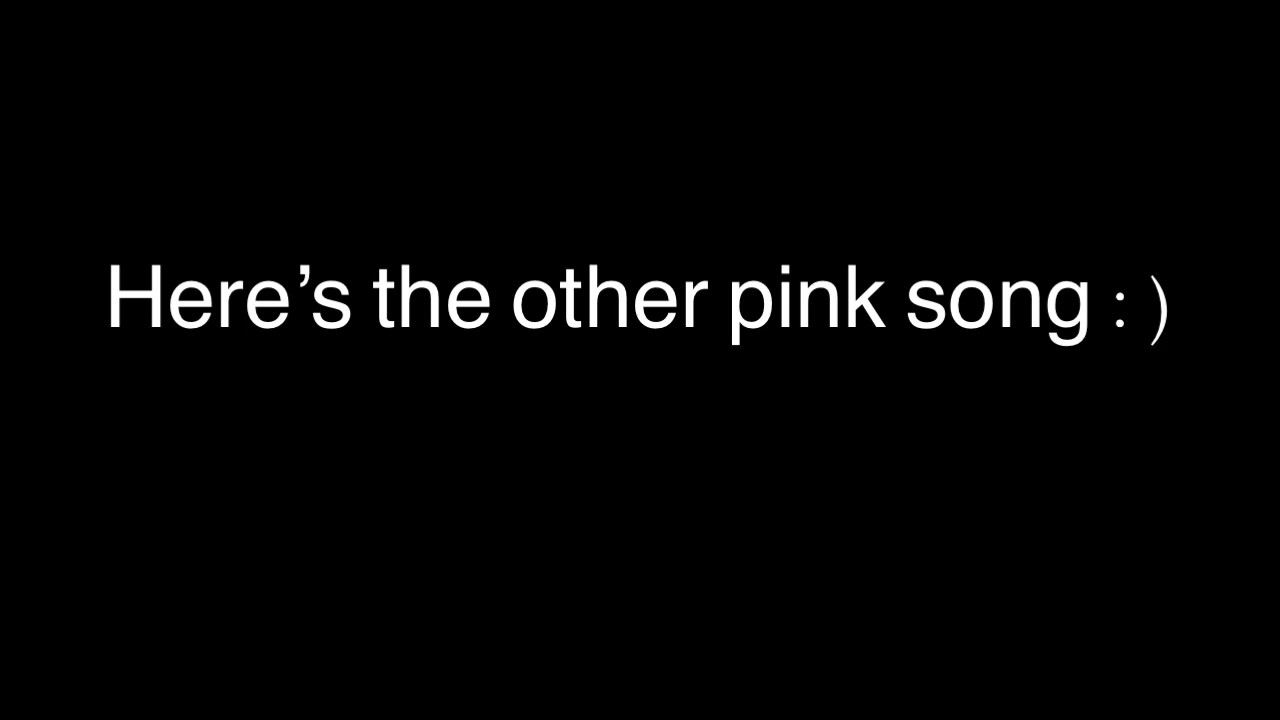 Here’s the other pink song : )